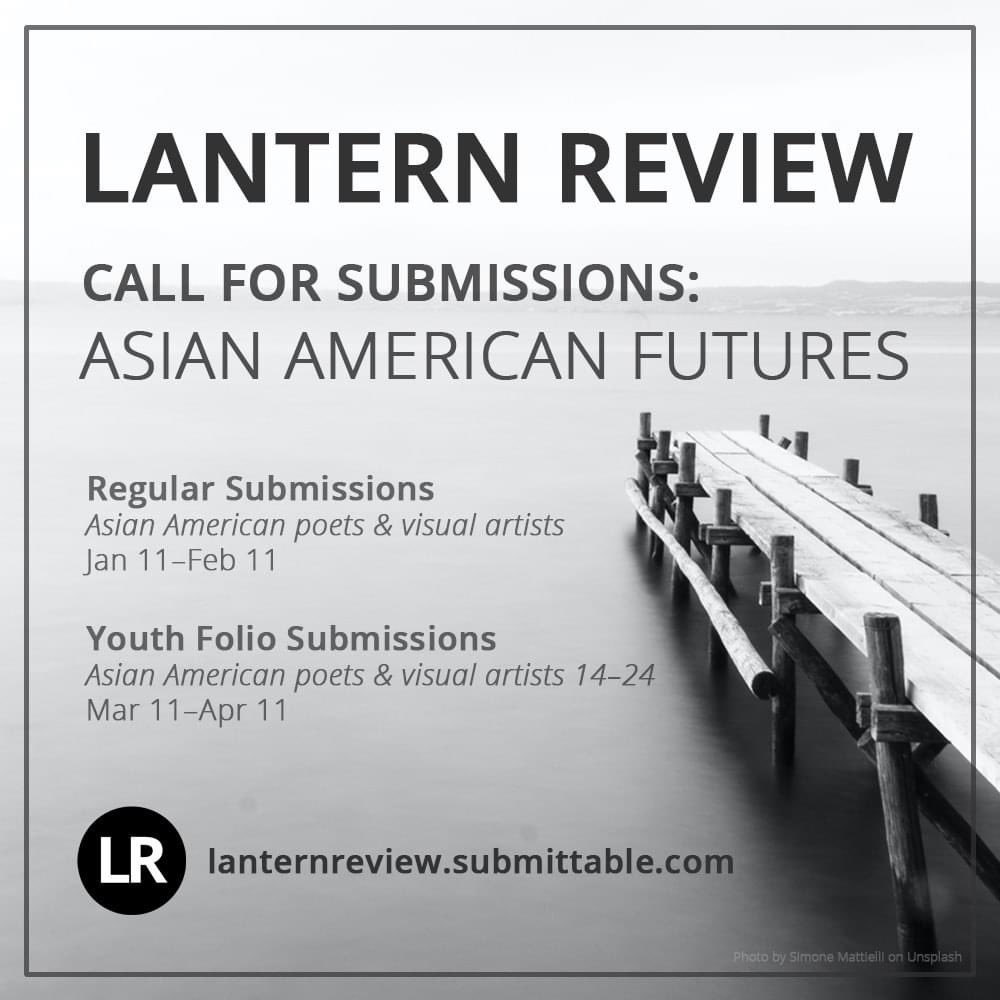 LANTERN REVIEW
CALL FOR SUBMISSIONS:
ASIAN AMERICAN FUTURES
Regular Submissions
Asian American poets & visual artists
Jan 11–Feb 11
Youth Folio Submissions
Asian American poets & visual artists 14–24
Mar 11–Apr 11
LR
lanternreview.submittable.com
Photo by Simone Mattielli on Unsplash